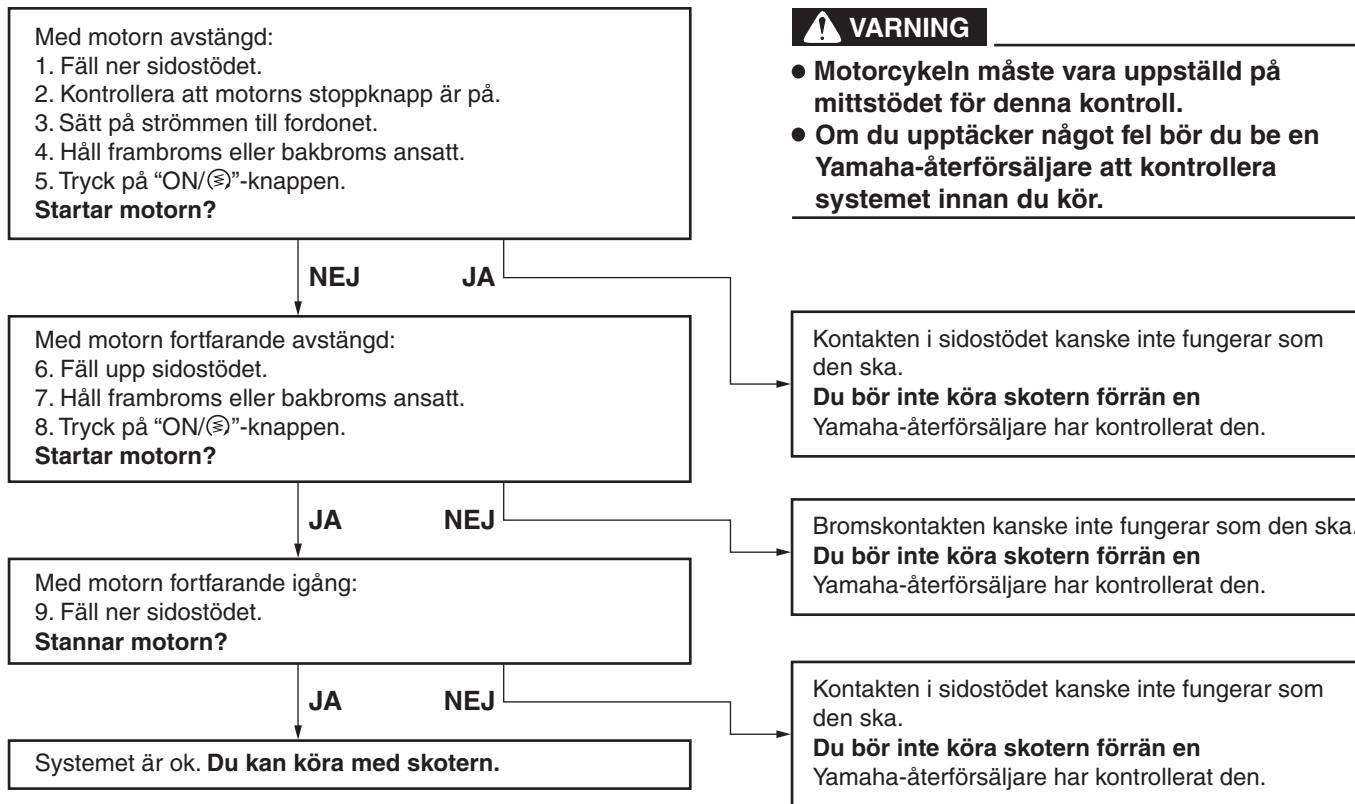 Med motorn avstängd:
1. Fäll ner sidostödet.
2. Kontrollera att motorns stoppknapp är på.
3. Sätt på strömmen till fordonet.
4. Håll frambroms eller bakbroms ansatt.
5. Tryck på “ON/”-knappen.
Startar motorn?
VARNING
● Motorcykeln måste vara uppställd på
mittstödet för denna kontroll.
● Om du upptäcker något fel bör du be en
Yamaha-återförsäljare att kontrollera
systemet innan du kör.
NEJ JA
Med motorn fortfarande avstängd:
6. Fäll upp sidostödet.
7. Håll frambroms eller bakbroms ansatt.
8. Tryck på “ON/”-knappen.
Startar motorn?
Kontakten i sidostödet kanske inte fungerar som
den ska.
Du bör inte köra skotern förrän en
Yamaha-återförsäljare har kontrollerat den.
JA NEJ
Bromskontakten kanske inte fungerar som den ska.
Du bör inte köra skotern förrän en
Yamaha-återförsäljare har kontrollerat den.
Med motorn fortfarande igång:
9. Fäll ner sidostödet.
Stannar motorn?
JA NEJ
Kontakten i sidostödet kanske inte fungerar som
den ska.
Du bör inte köra skotern förrän en
Yamaha-återförsäljare har kontrollerat den.
Systemet är ok. Du kan köra med skotern.